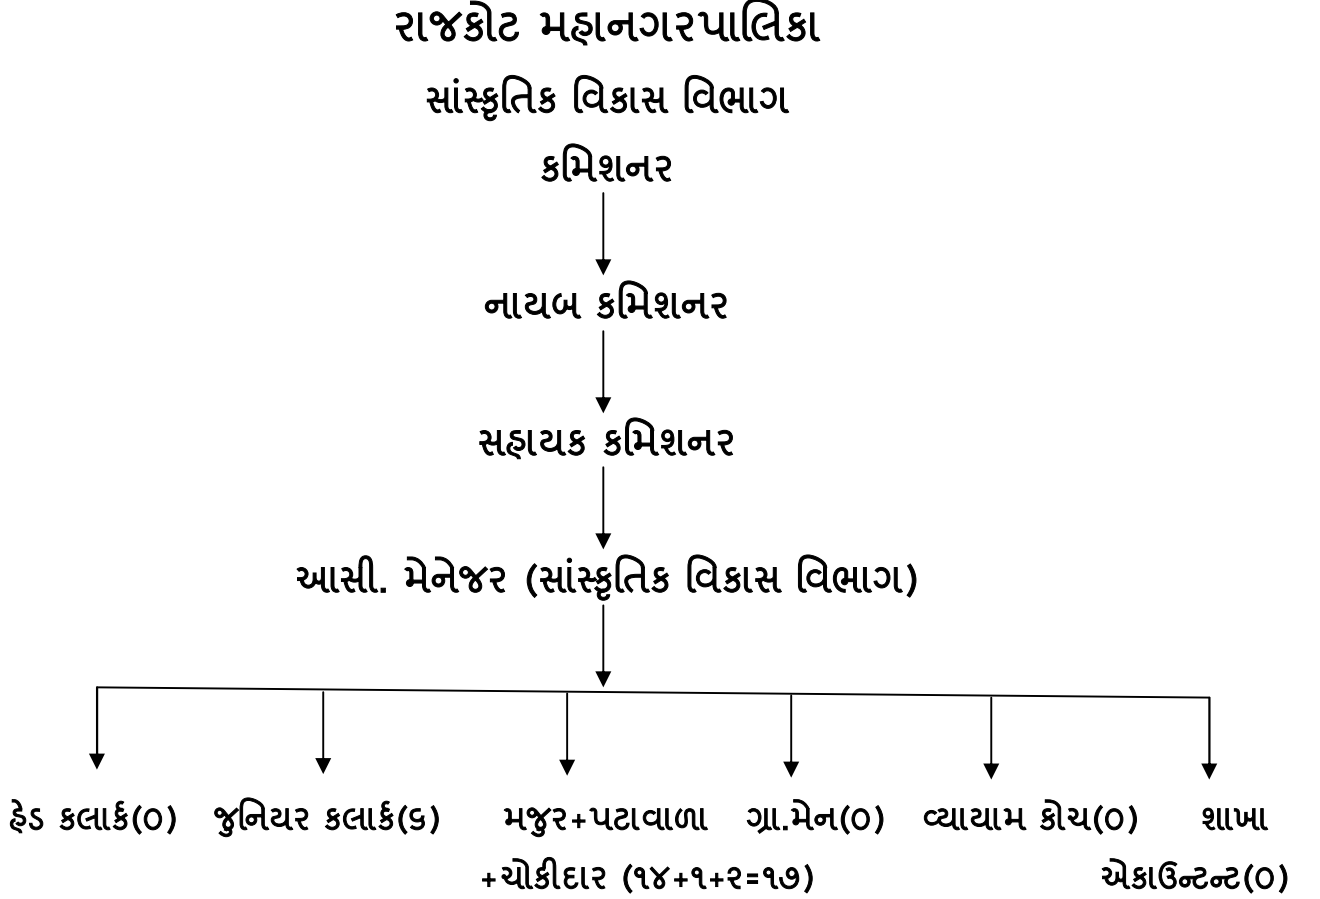 રાજકોટ મહાનગરપાલિકા
સાંસ્કૃતિક વિકાસ વિભાગ
કમિશનર
નાયબ કમિશનર
સહાયક કમિશનર
આસી. મેનેજર (સાંસ્કૃતિક વિકાસ વિભાગ)
હેડ કલાર્ક(૦) જુનિયર કલાર્ક(૬) મજુર+પટાવાળા ગ્રા.મેન(૦) વ્યાયામ કોચ(૦) શાખા
+ચોકીદાર (૧૪+૧+૨=૧૭) એકાઉન્ટન્ટ(૦)